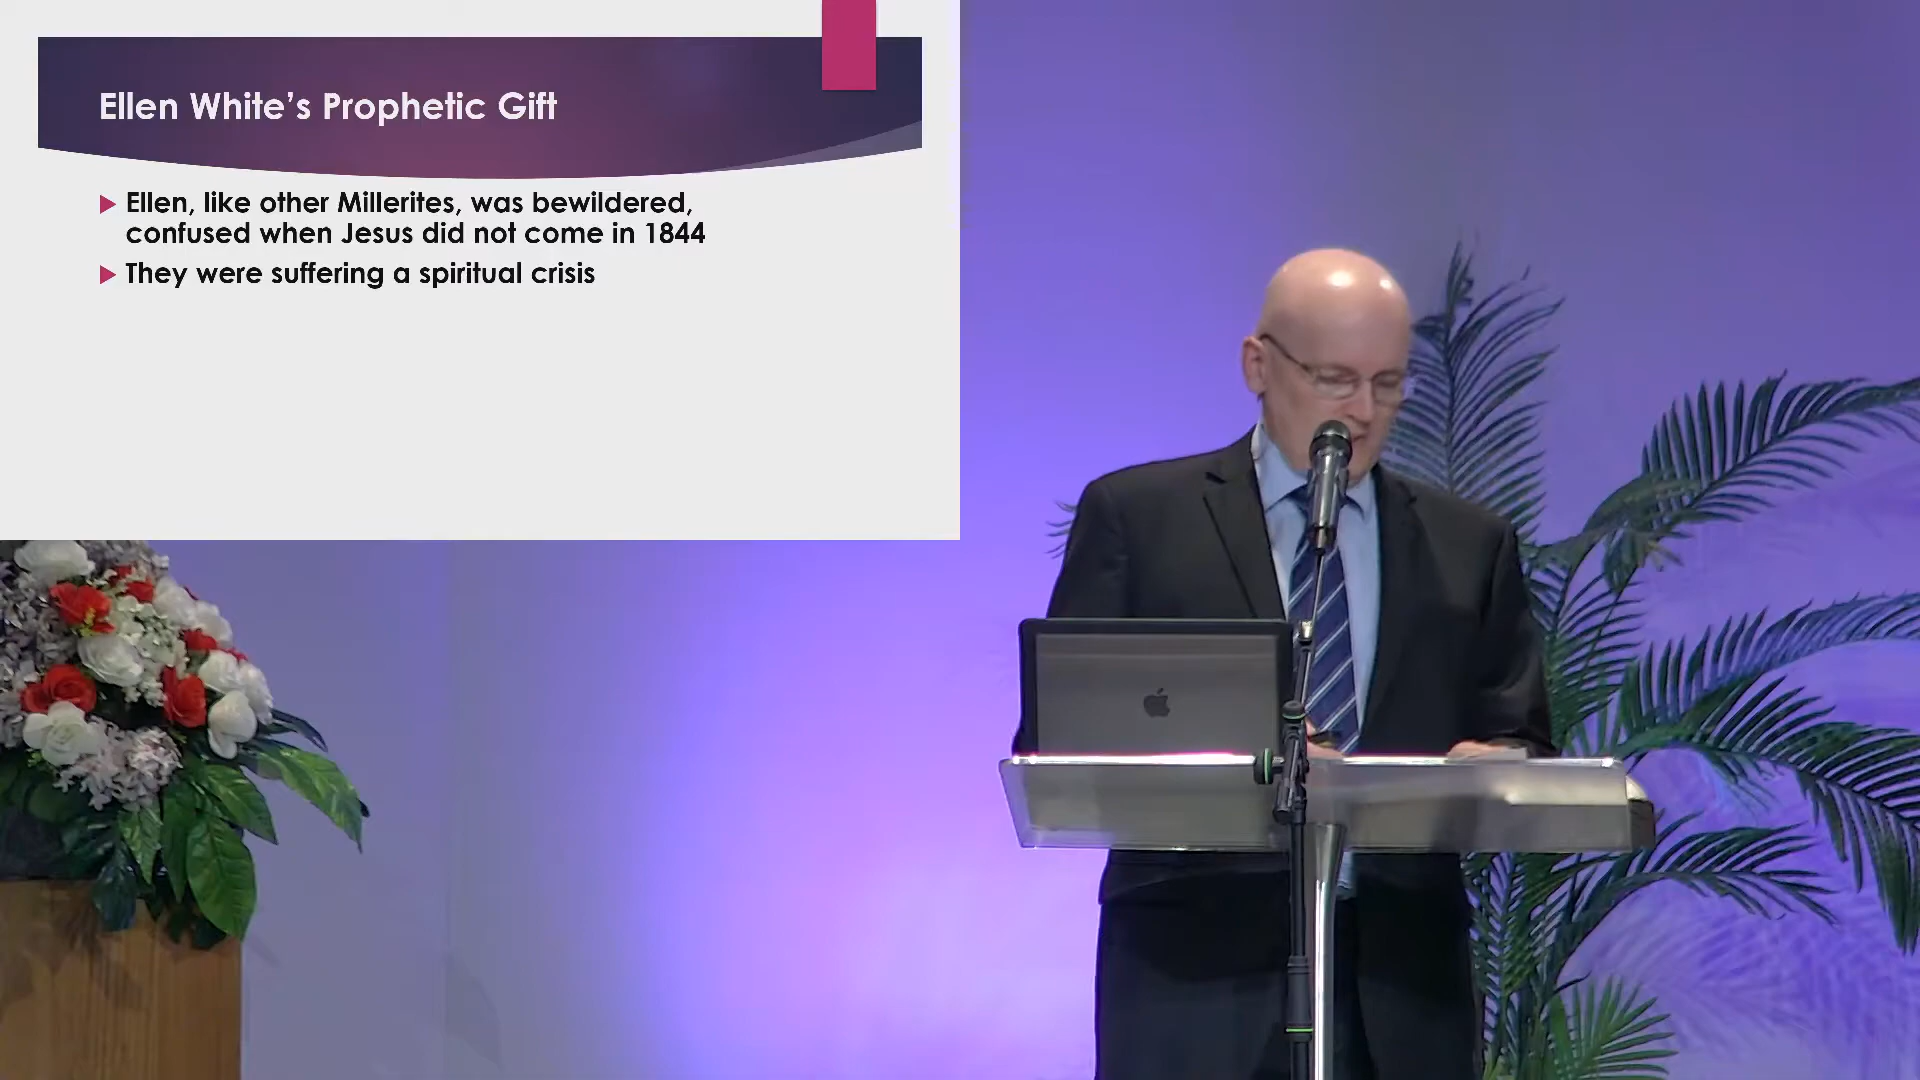 Ellen White’s Prophetic Gift
Ellen, like other Millerites, was bewildered,
confused when Jesus did not come in 1844
They were suffering a spiritual crisis